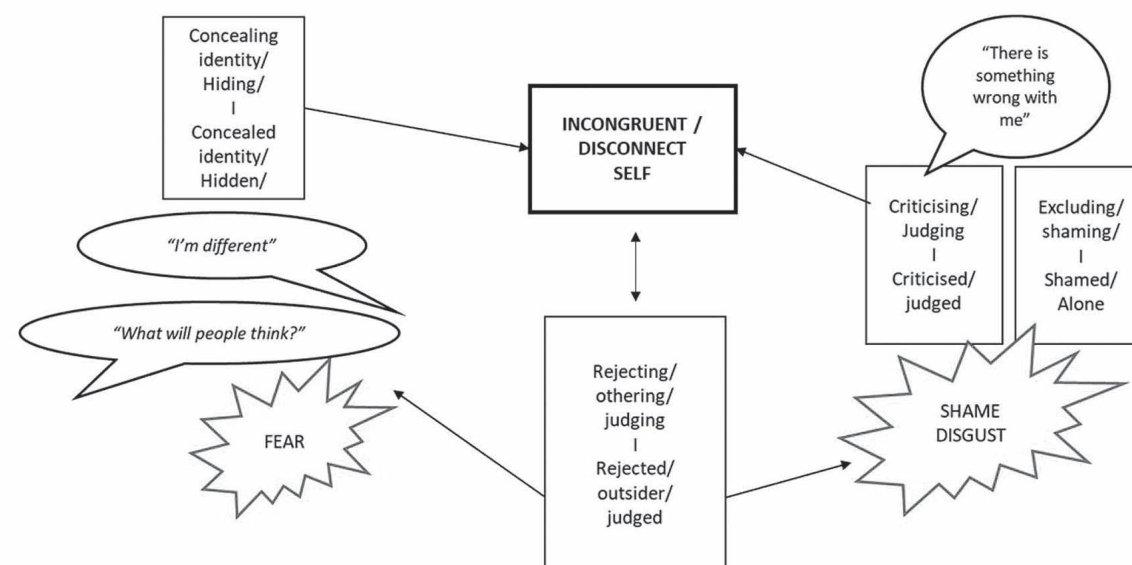 Concealing
identity/
Hiding/
I
Concealed
identity/
Hidden/
INCONGRUENT /
DISCONNECT
SELF
“There is
something
wrong with
me”
Criticising/
Judging
I
Criticised/
judged
Excluding/
shaming/
I
Shamed/
Alone
“I’m different”
“What will people think?”
FEAR
Rejecting/
othering/
judging
I
Rejected/
outsider/
judged
SHAME
DISGUST